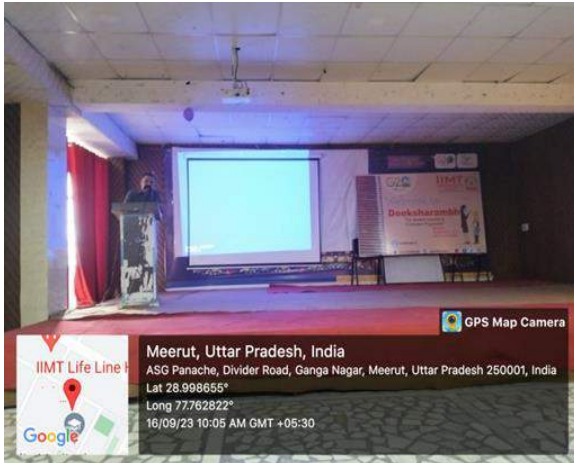 G20
IIMT
Deeksharambh
GPS Map Camera
IIMT Life Line H
Google
Meerut, Uttar Pradesh, India
ASG Panache, Divider Road, Ganga Nagar, Meerut, Uttar Pradesh 250001, India
Lat 28.998655°
Long 77.762822°
16/09/23 10:05 AM GMT +05:30